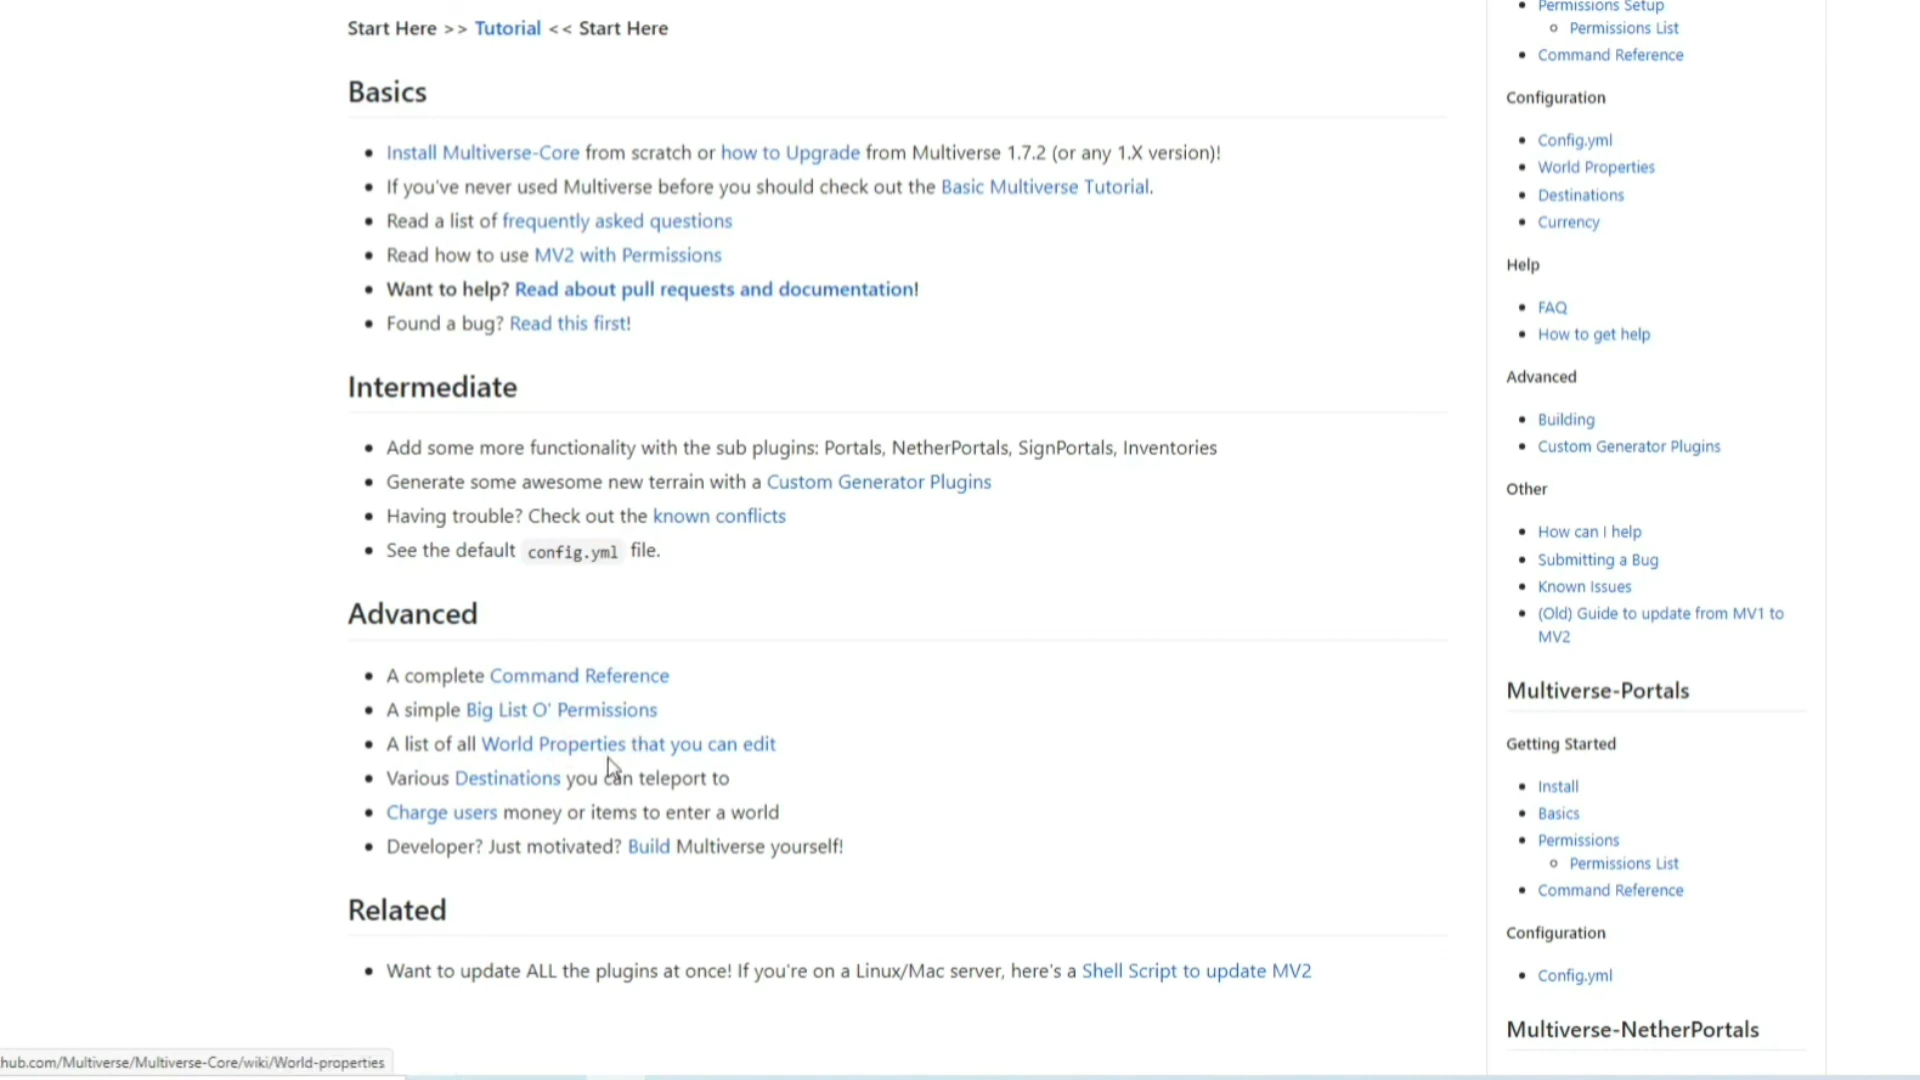 Start Here >> Tutorial << Start Here
Basics
Install Multiverse-Core from scratch or how to Upgrade from Multiverse 1.7.2 (or any 1.X version)!
If you've never used Multiverse before you should check out the Basic Multiverse Tutorial.
Read a list of frequently asked questions
Read how to use MV2 with Permissions
Want to help? Read about pull requests and documentation!
Found a bug? Read this first!
Intermediate
Add some more functionality with the sub plugins: Portals, NetherPortals, SignPortals, Inventories
Generate some awesome new terrain with a Custom Generator Plugins
Having trouble? Check out the known conflicts
See the default config.yml file.
Advanced
A complete Command Reference
A simple Big List O' Permissions
A list of all World Properties that you can edit
Various Destinations you can teleport to
Charge users money or items to enter a world
Developer? Just motivated? Build Multiverse yourself!
Related
Want to update ALL the plugins at once! If you're on a Linux/Mac server, here's a Shell Script to update MV2
Permissions Setup
Permissions List
Command Reference
Configuration
Config.yml
World Properties
Destinations
Currency
Help
FAQ
How to get help
Advanced
Building
Custom Generator Plugins
Other
How can I help
Submitting a Bug
Known Issues
(Old) Guide to update from MV1 to
MV2
Multiverse-Portals
Getting Started
Install
Basics
Permissions
Permissions List
Command Reference
Configuration
Config.yml
Multiverse-NetherPortals
hub.com/Multiverse/Multiverse-Core/wiki/World-properties